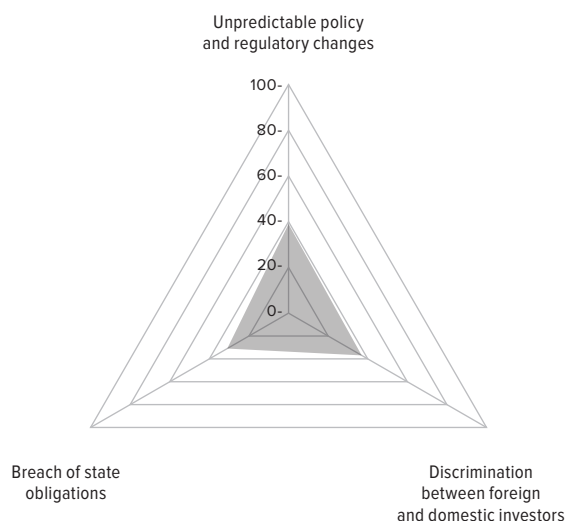 Unpredictable policy
and regulatory changes
100-
80-
60-
40-
20-
0-
Breach of state
obligations
Discrimination
between foreign
and domestic investors